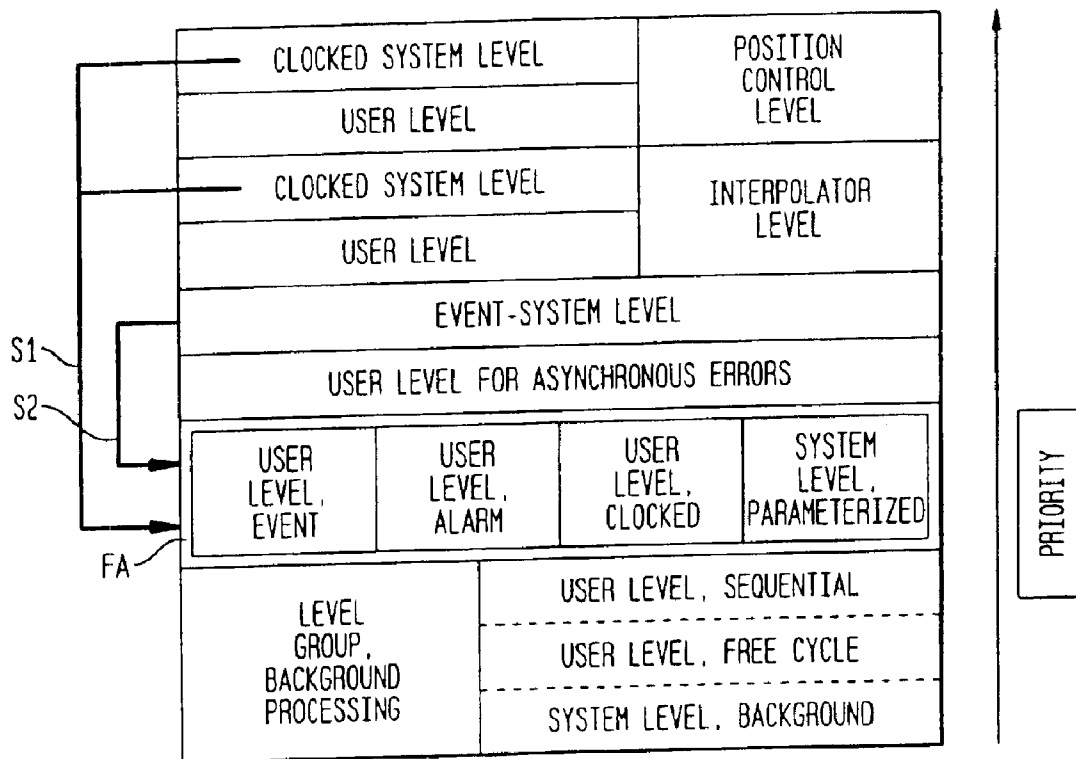 CLOCKED SYSTEM LEVEL
USER LEVEL
POSITION
CONTROL
LEVEL
CLOCKED SYSTEM LEVEL
USER LEVEL
INTERPOLATOR
LEVEL
EVENT-SYSTEM LEVEL
USER LEVEL FOR ASYNCHRONOUS ERRORS
S1
S2
USER
LEVEL,
EVENT
USER
LEVEL,
ALARM
USER
LEVEL,
CLOCKED
SYSTEM
LEVEL,
PARAMETERIZED
FA
LEVEL
GROUP,
BACKGROUND
PROCESSING
USER LEVEL, SEQUENTIAL
USER LEVEL, FREE CYCLE
SYSTEM LEVEL, BACKGROUND
PRIORITY